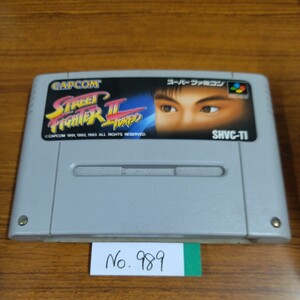 CAPCOM
STREET
FIGHTER II
TURBO
©CAPCOM 1991, 1992, 1993 ALL RIGHTS RESERVED.
スーパーファミコン
SHVC-TI
No. 989